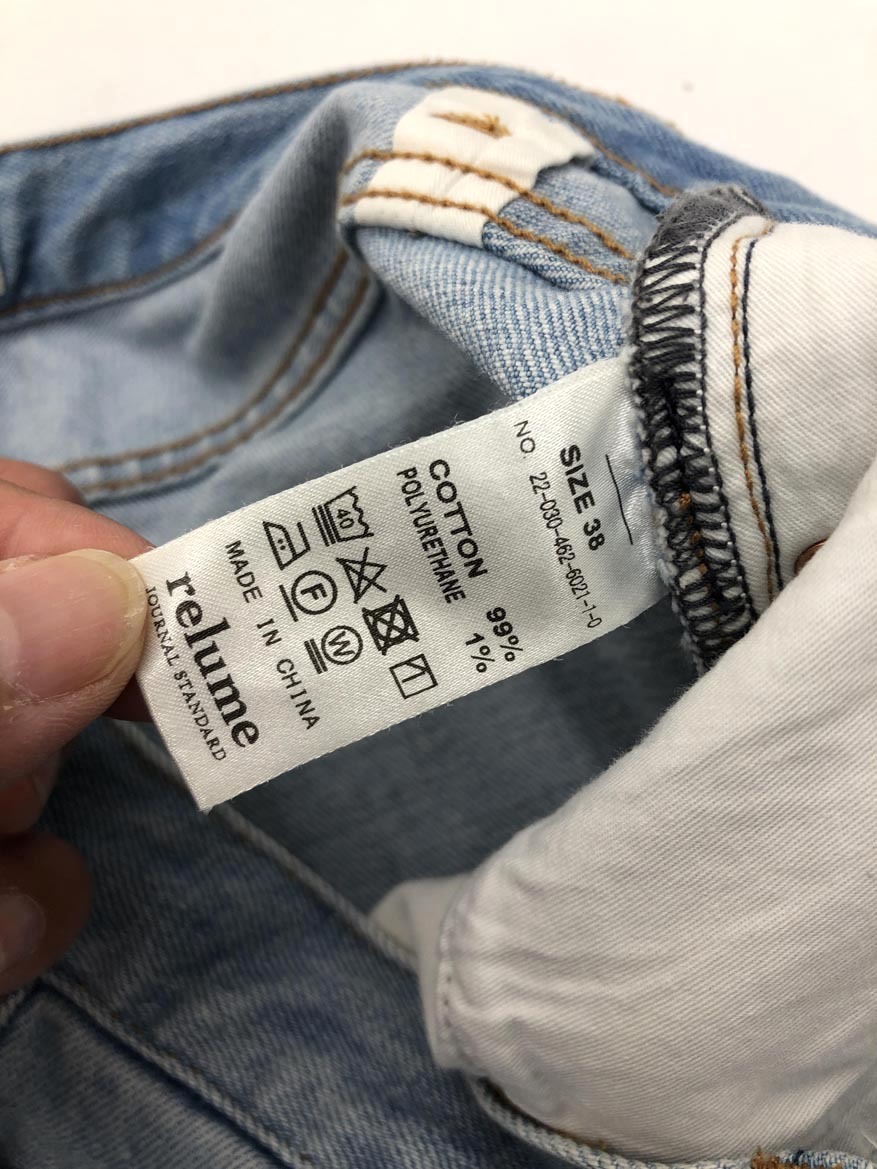 SIZE 38
NO. 22-030-462-6021-1-0
COTTON 99%
POLYURETHANE 1%
40
F W
MADE IN CHINA
relume
JOURNAL STANDARD